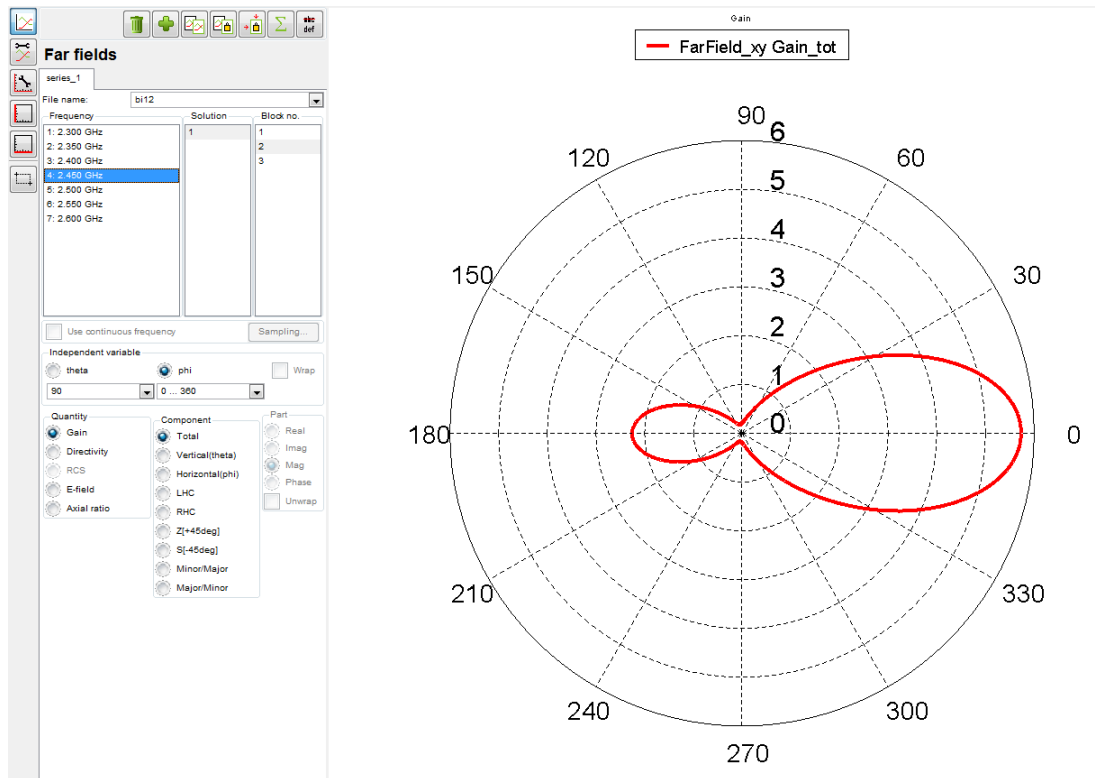 abc
def
Far fields
series_1
File name: bi12
Frequency Solution Block no.
1: 2.300 GHz 1 1
2: 2.350 GHz 2
3: 2.400 GHz 3
4: 2.450 GHz
5: 2.500 GHz
6: 2.550 GHz
7: 2.600 GHz
Use continuous frequency Sampling...
Independent variable
theta phi Wrap
90 0 ... 360
Quantity Component Part
Gain Total Real
Directivity Vertical(theta) Imag
RCS Horizontal(phi) Mag
E-field LHC Phase
Axial ratio RHC Unwrap
Z[+45deg]
S[-45deg]
Minor/Major
Major/Minor
Gain
FarField_xy Gain_tot
90
6
120 60
5
4
150 30
3
2
1
180 0 0
210 330
240 300
270